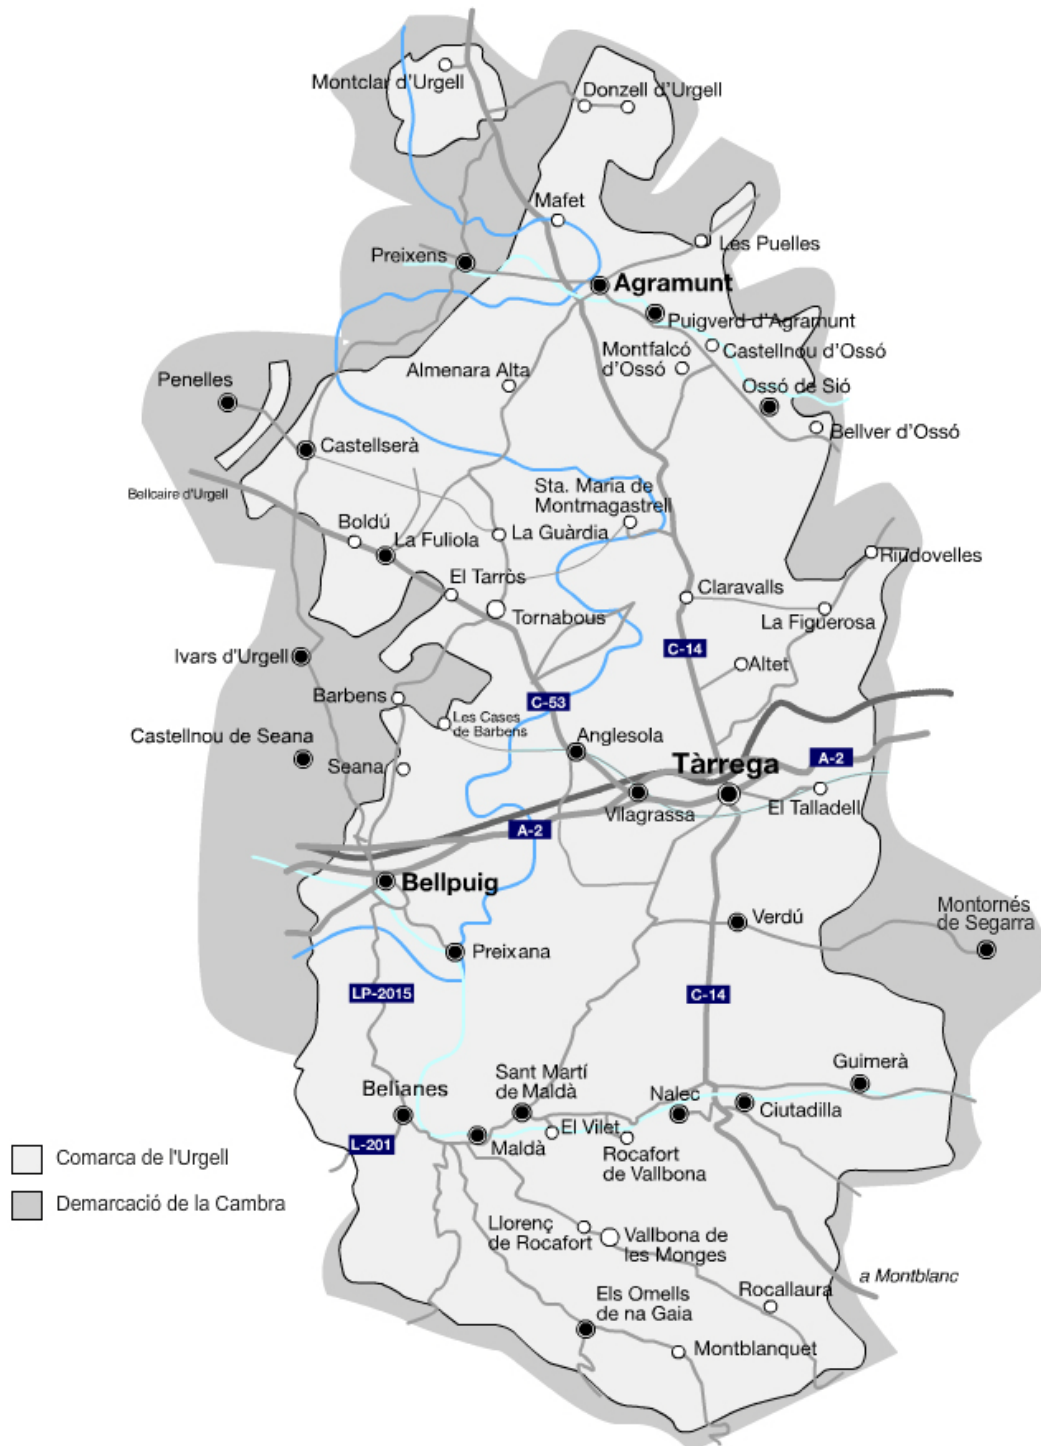 Montclar d'Urgell
Donzell d'Urgell
Mafet
Les Puelles
Preixens
Agramunt
Puigverd d'Agramunt
Montfalcó
d'Ossó
Castellnou d'Ossó
Almenara Alta
Penelles
Ossó de Sió
Bellver d'Ossó
Castellserà
Bellcaire d'Urgell
Sta. Maria de
Montmagastrell
Boldú
La Fuliola
La Guàrdia
Riudovelles
El Tarròs
Claravalls
Tornabous
La Figuerosa
C-14
Ivars d'Urgell
Altet
Barbens
C-53
Les Cases
de Barbens
Castellnou de Seana
Anglesola
Seana
Tàrrega
A-2
El Talladell
Vilagrassa
A-2
Bellpuig
Verdú
Montornés
de Segarra
Preixana
LP-2015
C-14
Guimerà
Sant Martí
de Maldà
Belianes
Nalec
Ciutadilla
El Vilet
L-201
Maldà
Rocafort
de Vallbona
Comarca de l'Urgell
Demarcació de la Cambra
Llorenç
de Rocafort
Vallbona de
les Monges
a Montblanc
Els Omells
de na Gaia
Rocallaura
Montblanquet